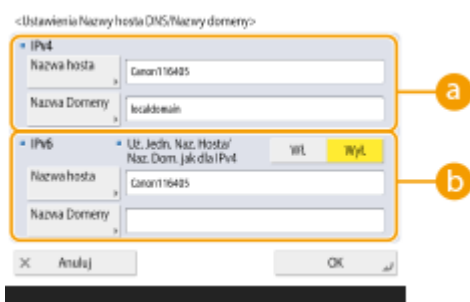 <Ustawienia Nazwy hosta DNS/Nazwy domeny>
IPv4
Nazwa hosta
Canon116405
Nazwa Domeny
localdomain
a
IPv6
Uż. Jedn. Naz. Hosta/
Naz. Dom. jak dla IPv4
Wł.
Wył.
Nazwa hosta
Canon116405
Nazwa Domeny
b
Anuluj
OK